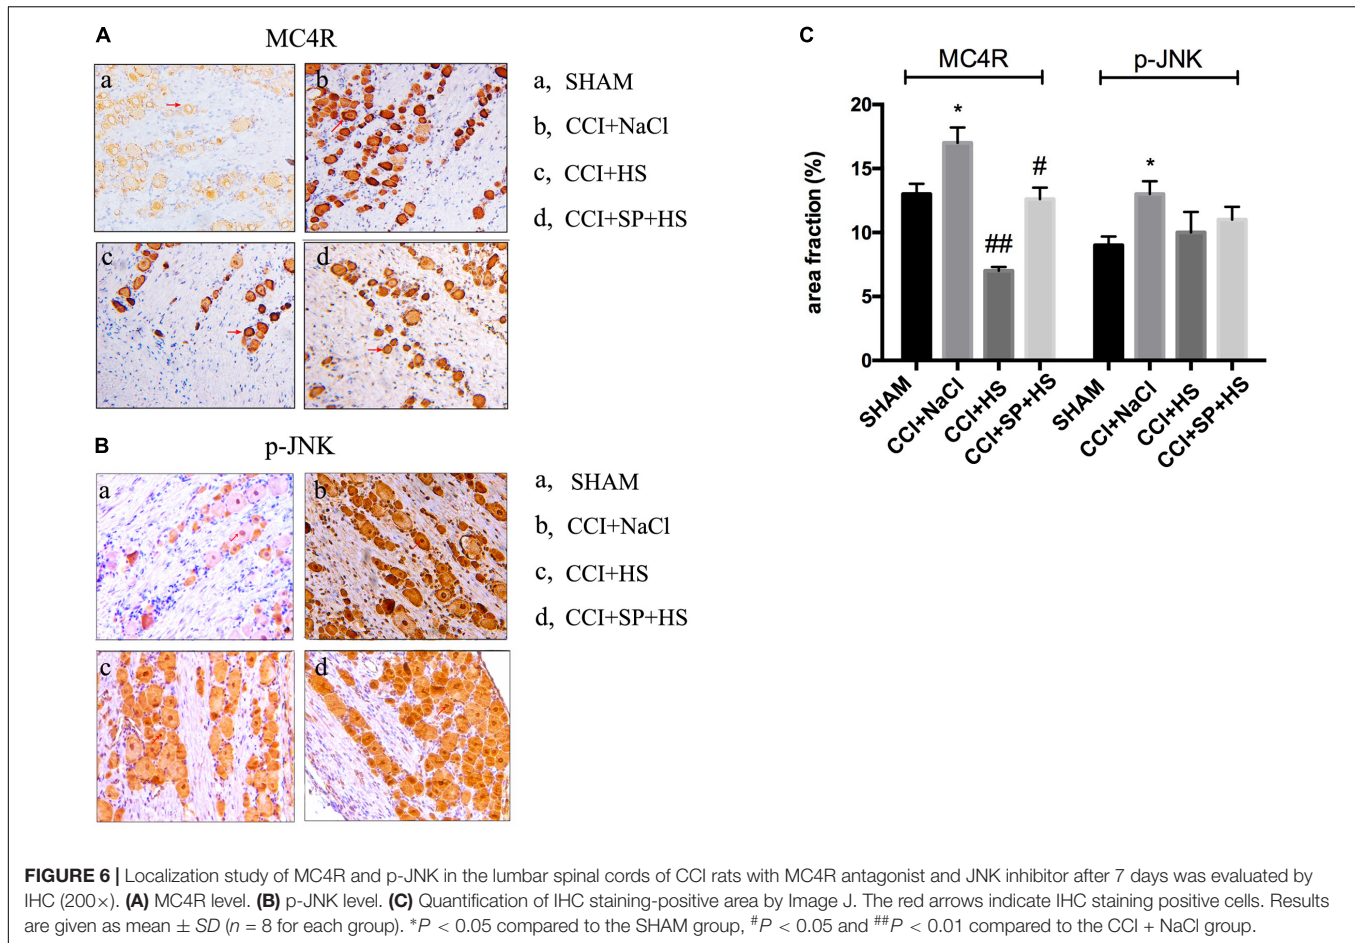 A
MC4R
a
b
c
d
a, SHAM
b, CCI+NaCl
c, CCI+HS
d, CCI+SP+HS
B
p-JNK
a
b
c
d
a, SHAM
b, CCI+NaCl
c, CCI+HS
d, CCI+SP+HS
C
MC4R p-JNK
area fraction (%)
20
15
10
5
0
*
##
#
*
SHAM
CCI+NaCl
CCI+HS
CCI+SP+HS
SHAM
CCI+NaCl
CCI+HS
CCI+SP+HS
FIGURE 6 | Localization study of MC4R and p-JNK in the lumbar spinal cords of CCI rats with MC4R antagonist and JNK inhibitor after 7 days was evaluated by
IHC (200×). (A) MC4R level. (B) p-JNK level. (C) Quantification of IHC staining-positive area by Image J. The red arrows indicate IHC staining positive cells. Results
are given as mean ± SD (n = 8 for each group). *P < 0.05 compared to the SHAM group, #P < 0.05 and ##P < 0.01 compared to the CCI + NaCl group.